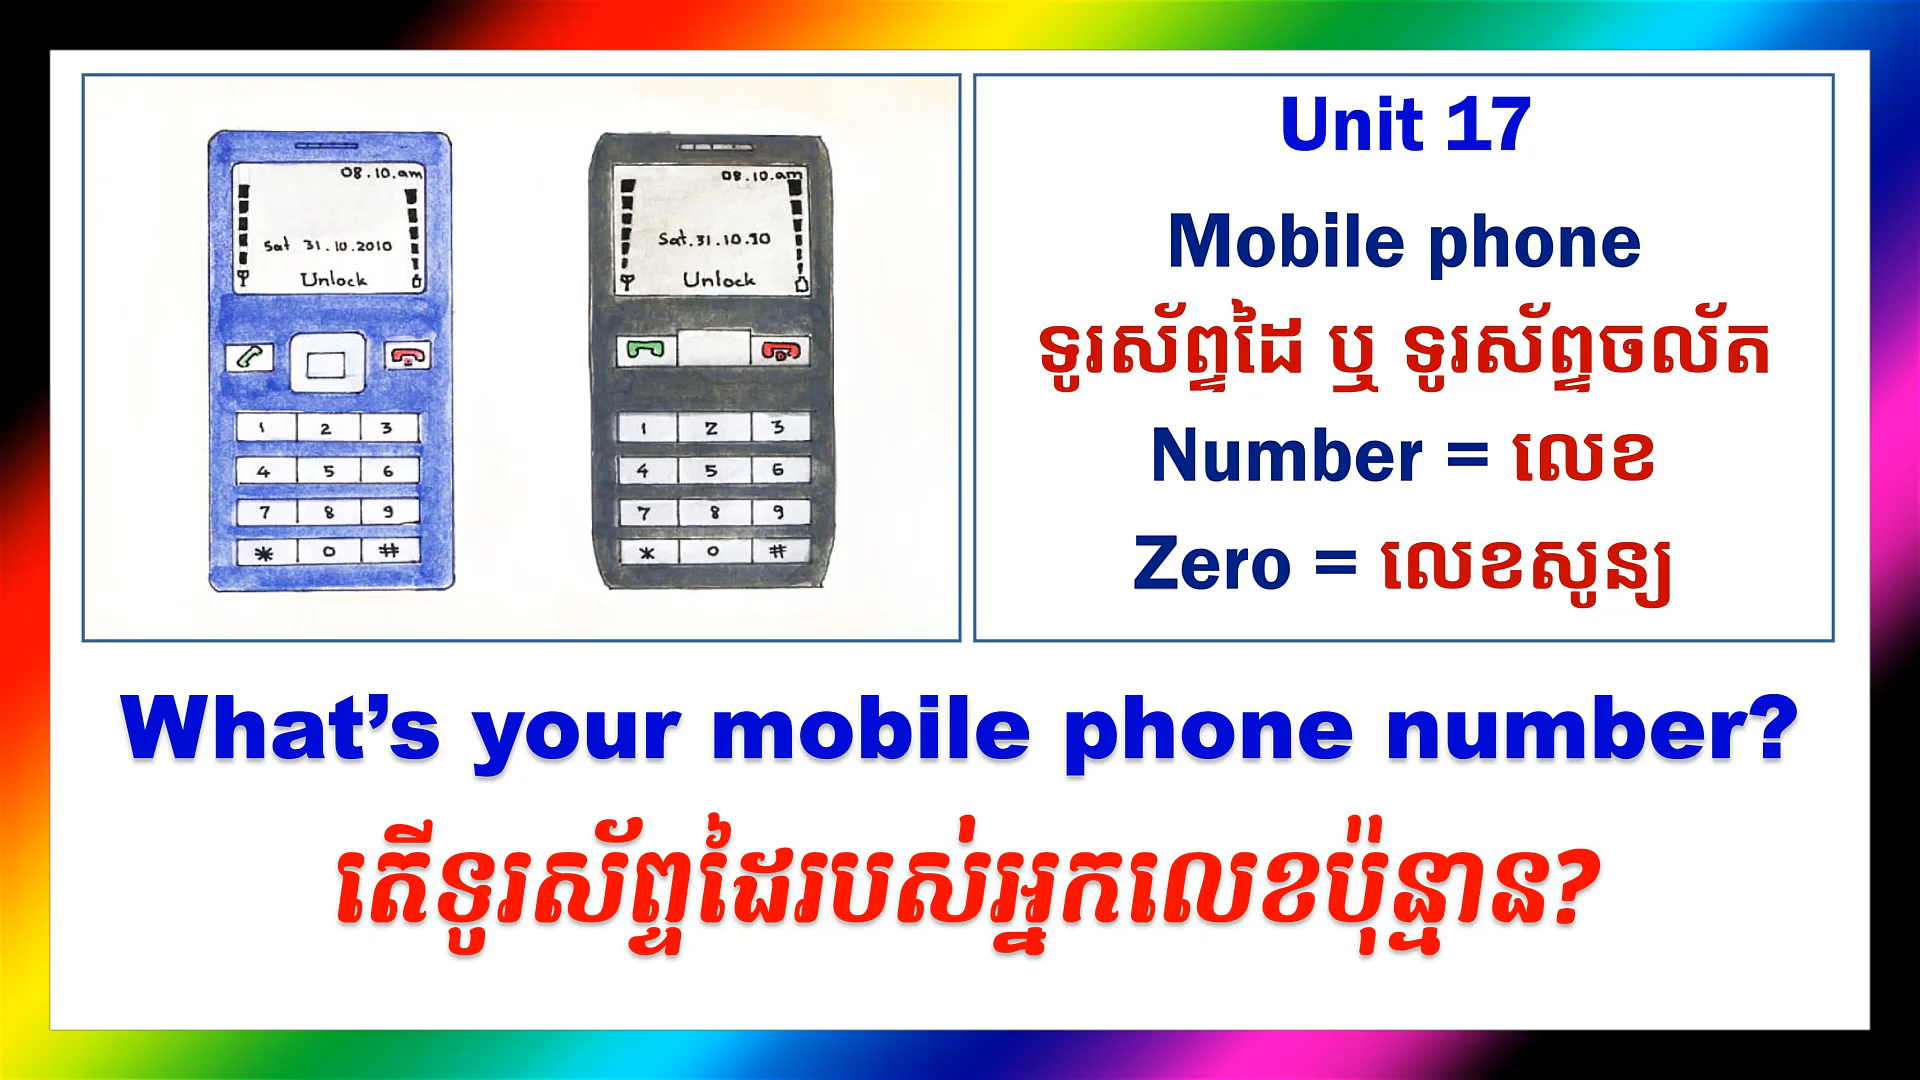 08.10.am
Sat 31.10.2010
Unlock
1 2 3
4 5 6
7 8 9
* 0 #
08.10.am
Sat.31.10.10
Unlock
1 2 3
4 5 6
7 8 9
* 0 #
Unit 17
Mobile phone
ទូរស័ព្ទដៃ ឬ ទូរស័ព្ទចល័ត
Number = លេខ
Zero = លេខសូន្យ
What’s your mobile phone number?
តើទូរស័ព្ទដៃរបស់អ្នកលេខប៉ុន្មាន?